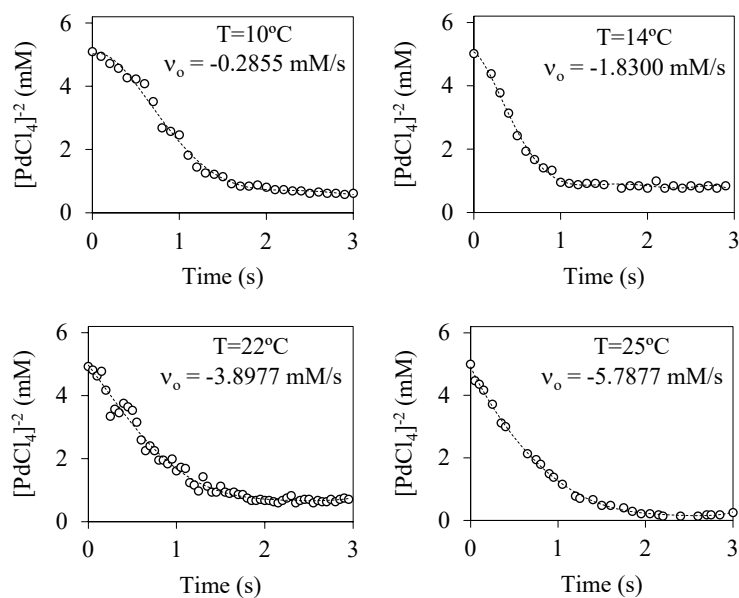 T=10ºC
νₒ = -0.2855 mM/s
[PdCl₄]⁻² (mM)
6
4
2
0
0 1 2 3
Time (s)
T=14ºC
νₒ = -1.8300 mM/s
[PdCl₄]⁻² (mM)
6
4
2
0
0 1 2 3
Time (s)
T=22ºC
νₒ = -3.8977 mM/s
[PdCl₄]⁻² (mM)
6
4
2
0
0 1 2 3
Time (s)
T=25ºC
νₒ = -5.7877 mM/s
[PdCl₄]⁻² (mM)
6
4
2
0
0 1 2 3
Time (s)